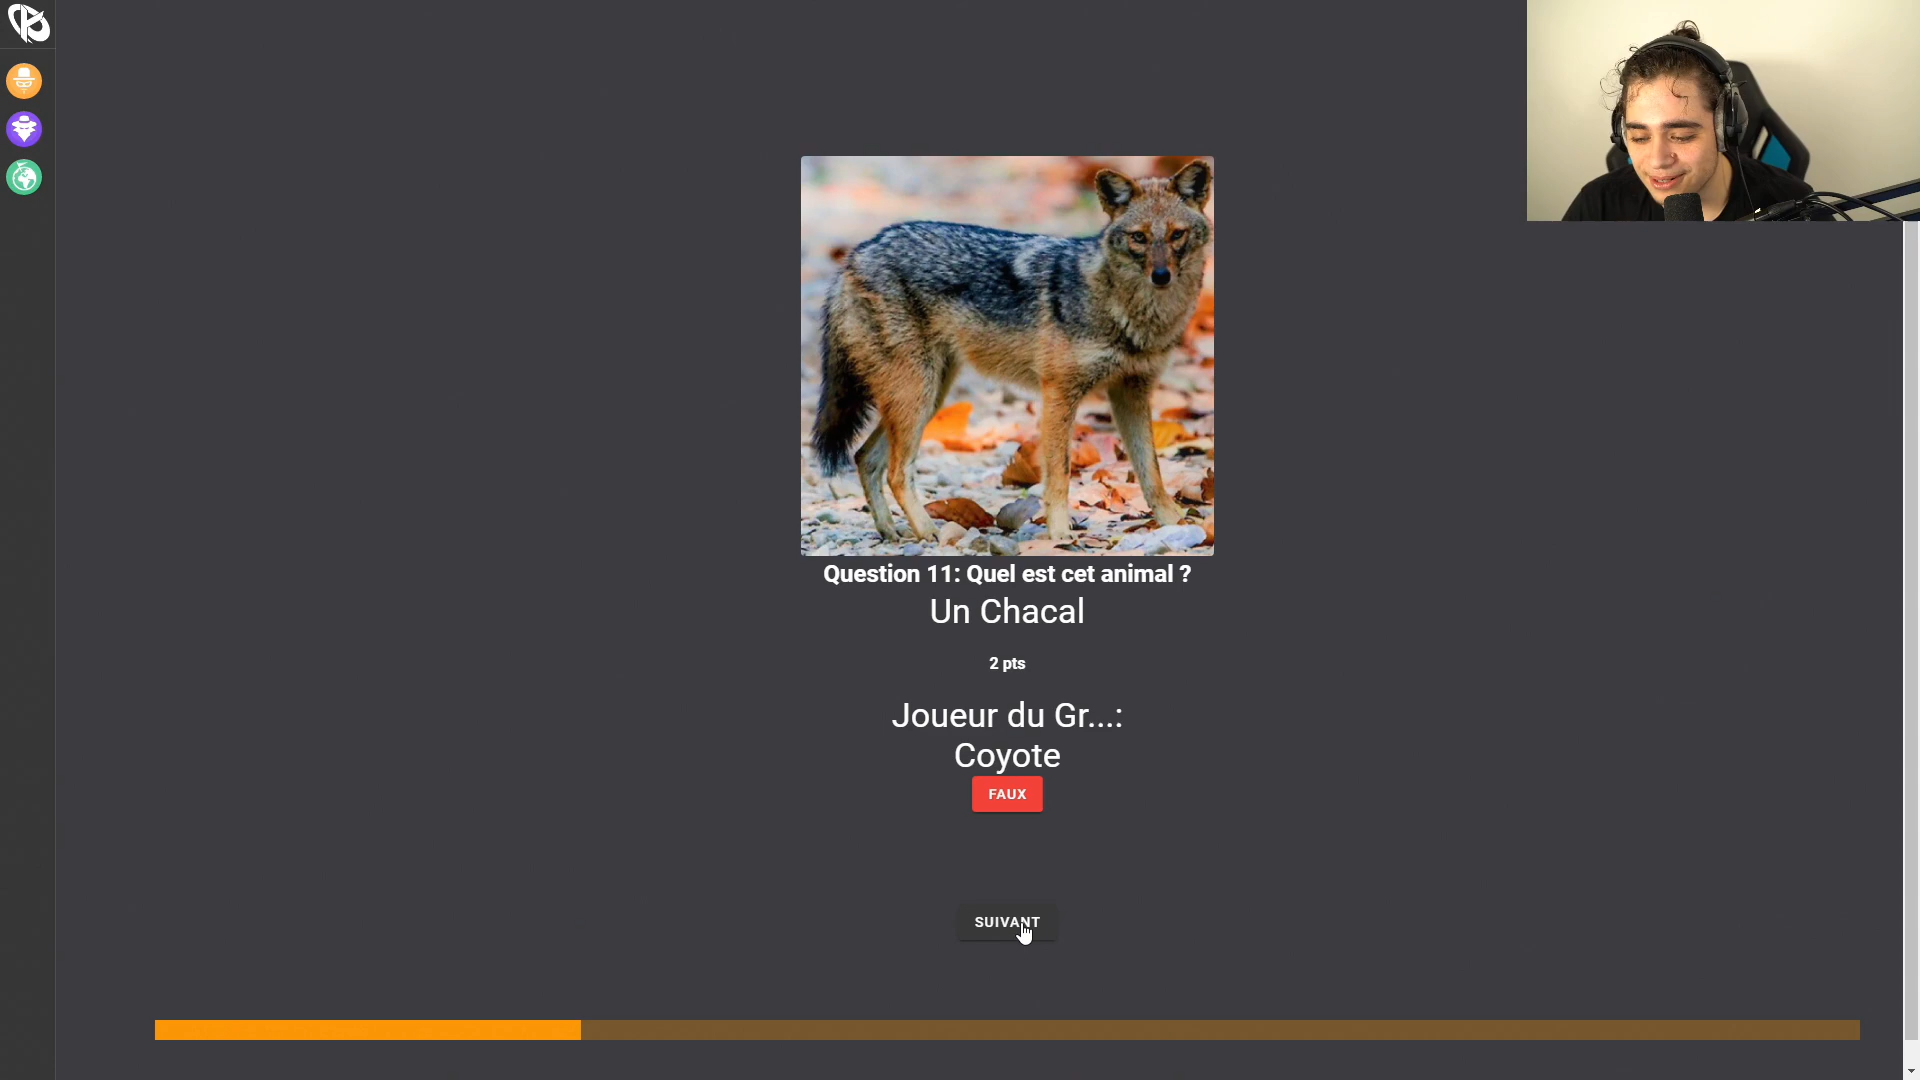 Question 11: Quel est cet animal ?
Un Chacal
2 pts
Joueur du Gr...:
Coyote
FAUX
SUIVANT